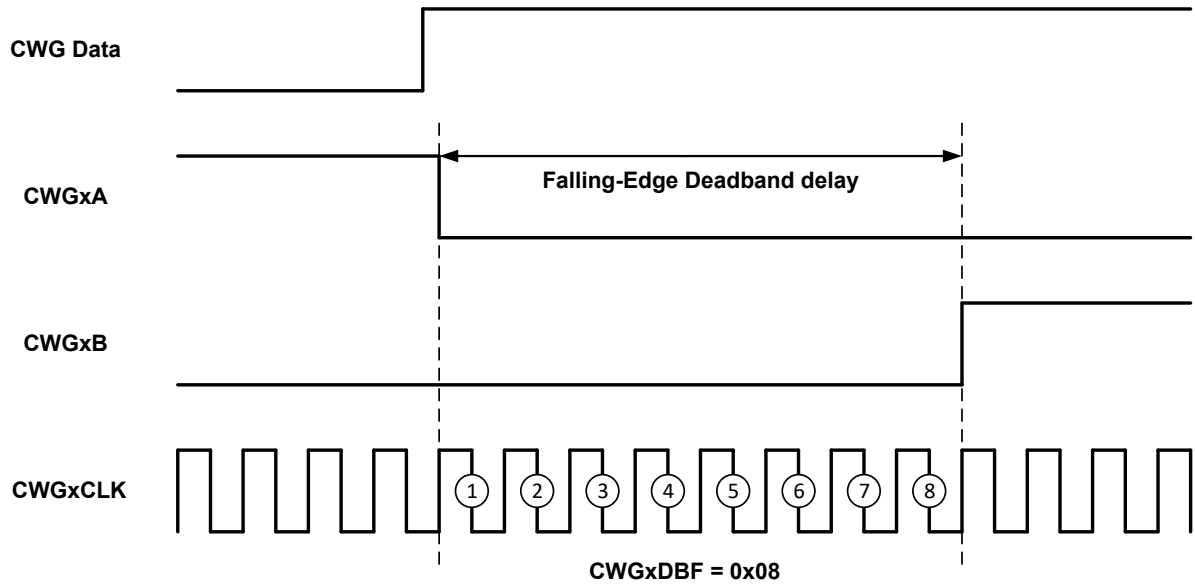 CWG Data
CWGxA
Falling-Edge Deadband delay
CWGxB
CWGxCLK
1 2 3 4 5 6 7 8
CWGxDBF = 0x08